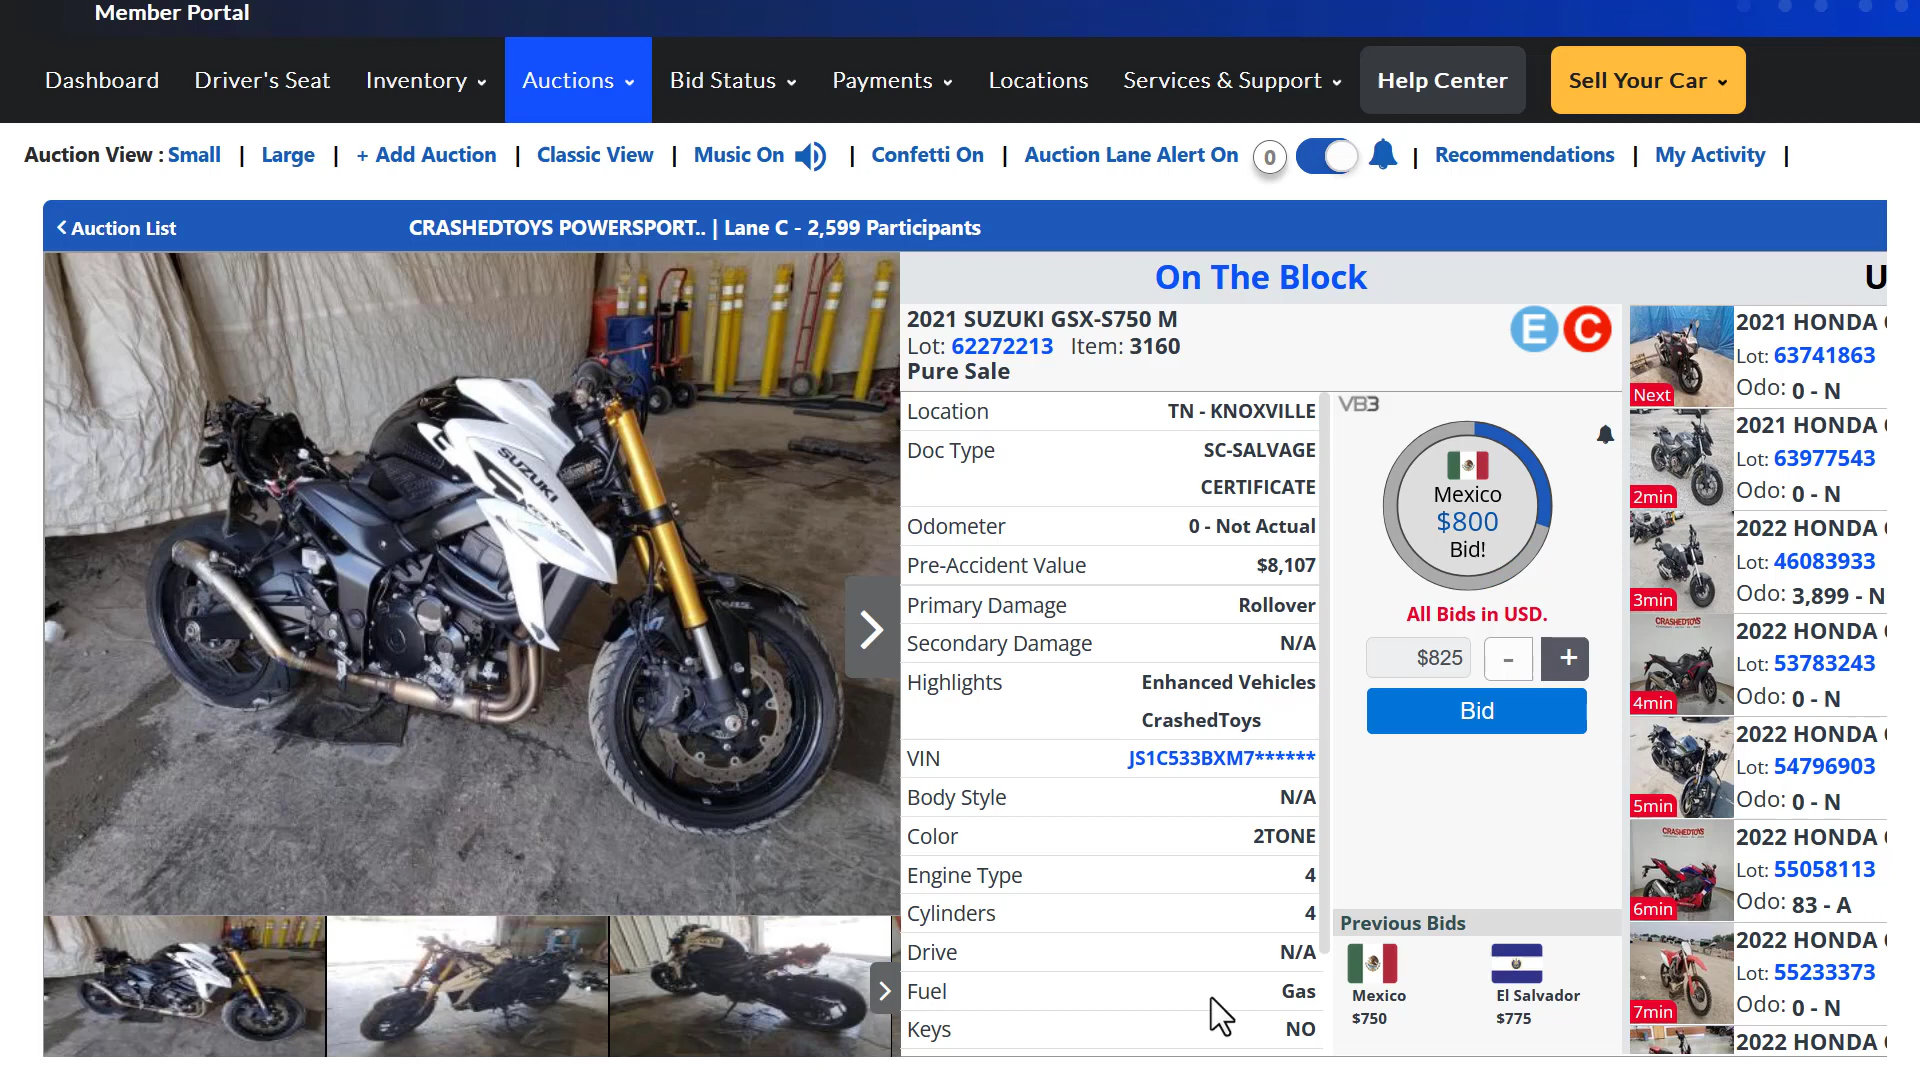 Member Portal
Dashboard Driver's Seat Inventory Auctions Bid Status Payments Locations Services & Support Help Center Sell Your Car
Auction View : Small | Large | + Add Auction | Classic View | Music On | Confetti On | Auction Lane Alert On 0 | Recommendations | My Activity |
Auction List CRASHEDTOYS POWERSPORT.. | Lane C - 2,599 Participants
On The Block
U
2021 SUZUKI GSX-S750 M
Lot: 62272213 Item: 3160
Pure Sale
E C
Location TN - KNOXVILLE
Doc Type SC-SALVAGE
CERTIFICATE
Odometer 0 - Not Actual
Pre-Accident Value $8,107
Primary Damage Rollover
Secondary Damage N/A
Highlights Enhanced Vehicles
CrashedToys
VIN JS1C533BXM7******
Body Style N/A
Color 2TONE
Engine Type 4
Cylinders 4
Drive N/A
Fuel Gas
Keys NO
VB3
Mexico
$800
Bid!
All Bids in USD.
$825 - +
Bid
Previous Bids
Mexico
$750
El Salvador
$775
2021 HONDA
Lot: 63741863
Odo: 0 - N
Next
2021 HONDA
Lot: 63977543
Odo: 0 - N
2min
2022 HONDA
Lot: 46083933
Odo: 3,899 - N
3min
CRASHEDTOYS
2022 HONDA
Lot: 53783243
Odo: 0 - N
4min
2022 HONDA
Lot: 54796903
Odo: 0 - N
5min
CRASHEDTOYS
2022 HONDA
Lot: 55058113
Odo: 83 - A
6min
2022 HONDA
Lot: 55233373
Odo: 0 - N
7min
2022 HONDA
SUZUKI